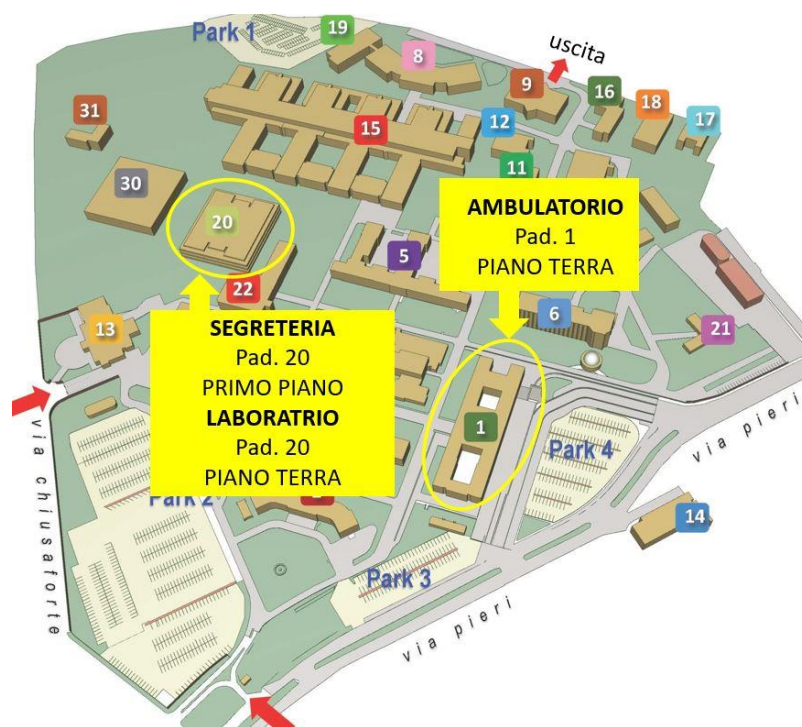 Park 1
19
8
uscita
9
16
18
17
31
15
12
11
30
20
5
22
13
6
21
1
14
AMBULATORIO
Pad. 1
PIANO TERRA
SEGRETERIA
Pad. 20
PRIMO PIANO
LABORATRIO
Pad. 20
PIANO TERRA
Park 2
Park 4
Park 3
via chiusaforte
via pieri
via pieri